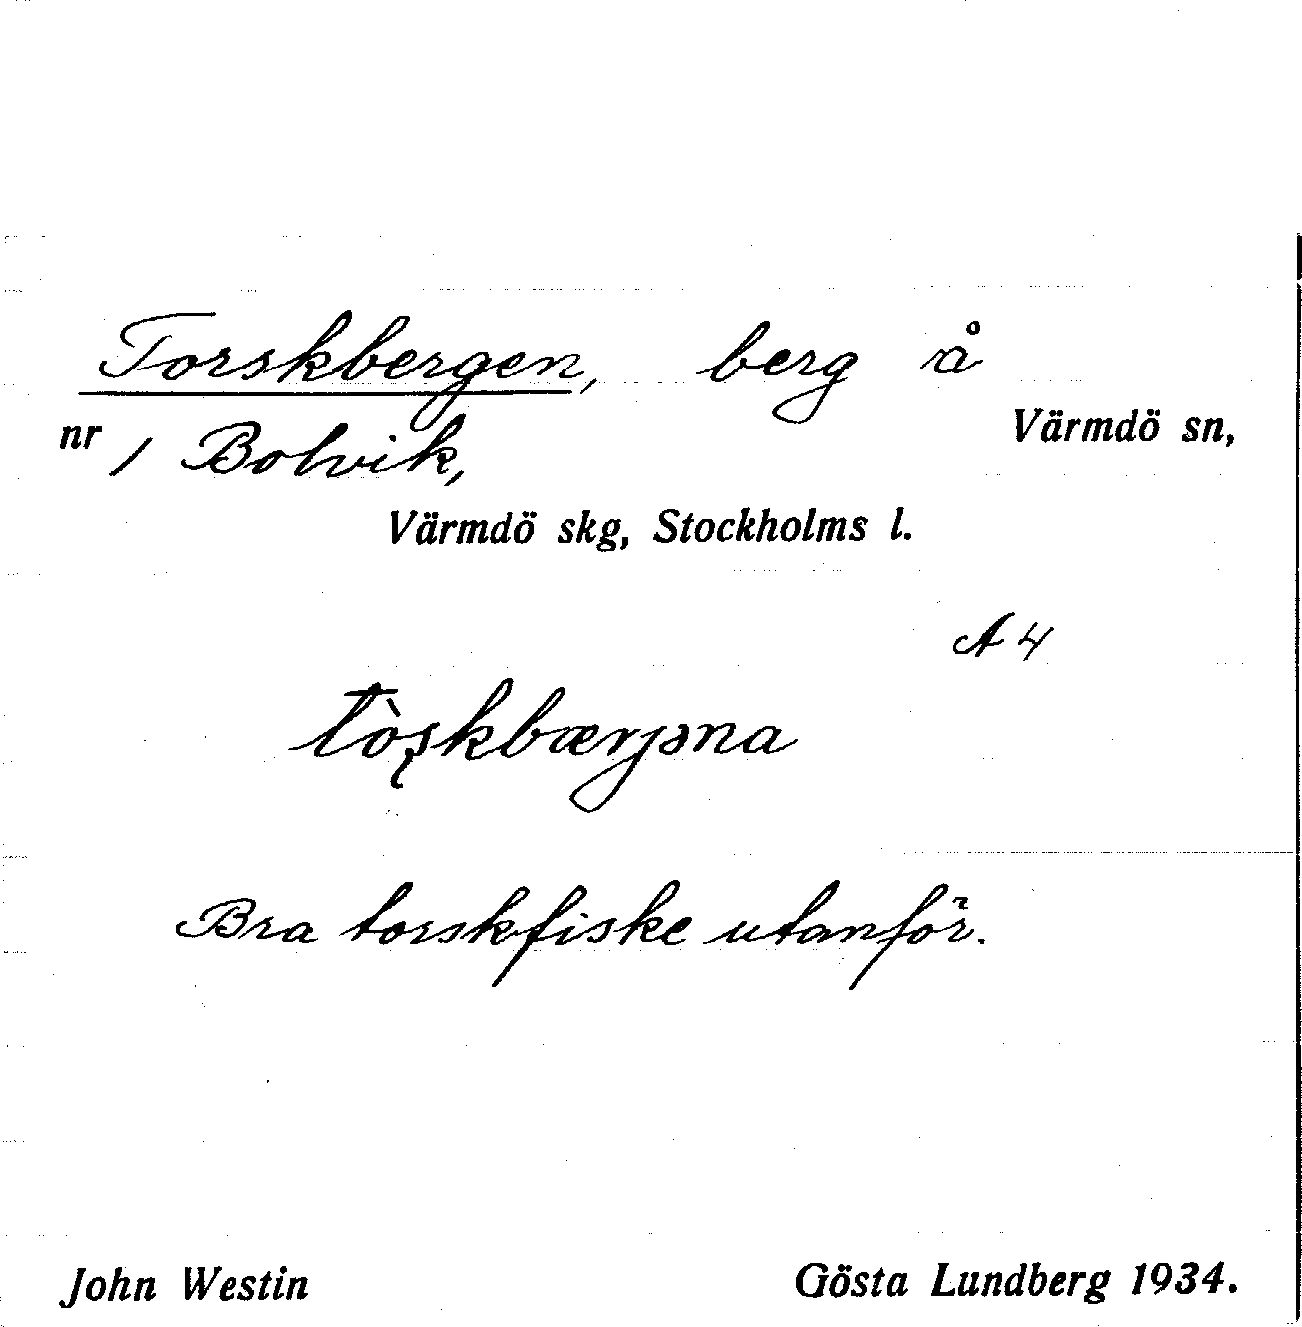 Torskbergen, berg å
nr 1 Bolvik, Värmdö sn,
Värmdö skg, Stockholms l.
A 4
tòʂkbærjəna
Bra torskfiske utanför.
John Westin Gösta Lundberg 1934.